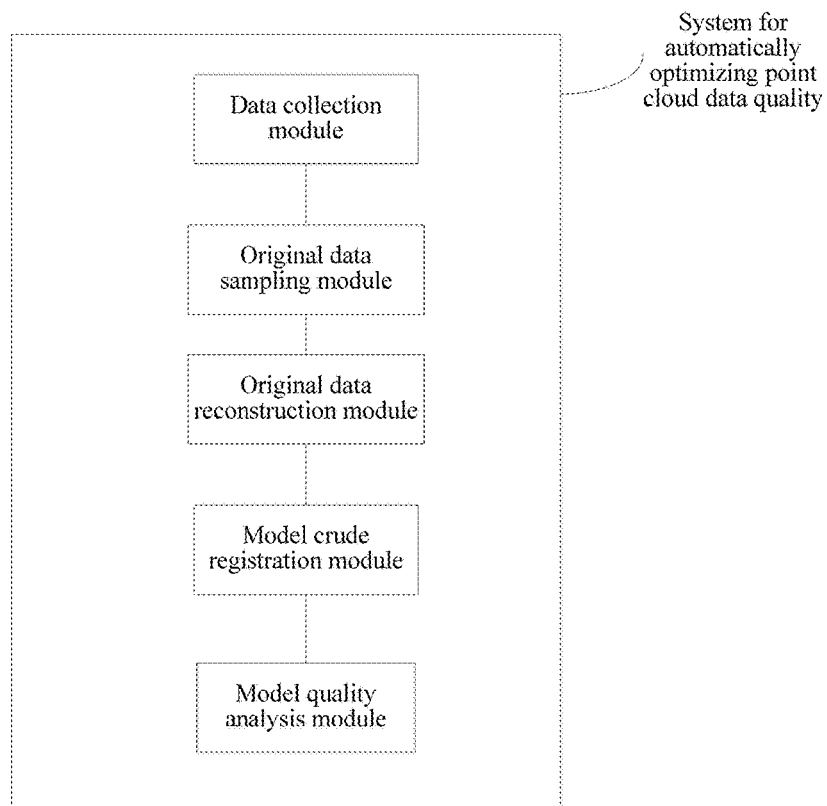 System for
automatically
optimizing point
cloud data quality
Data collection
module
Original data
sampling module
Original data
reconstruction module
Model crude
registration module
Model quality
analysis module